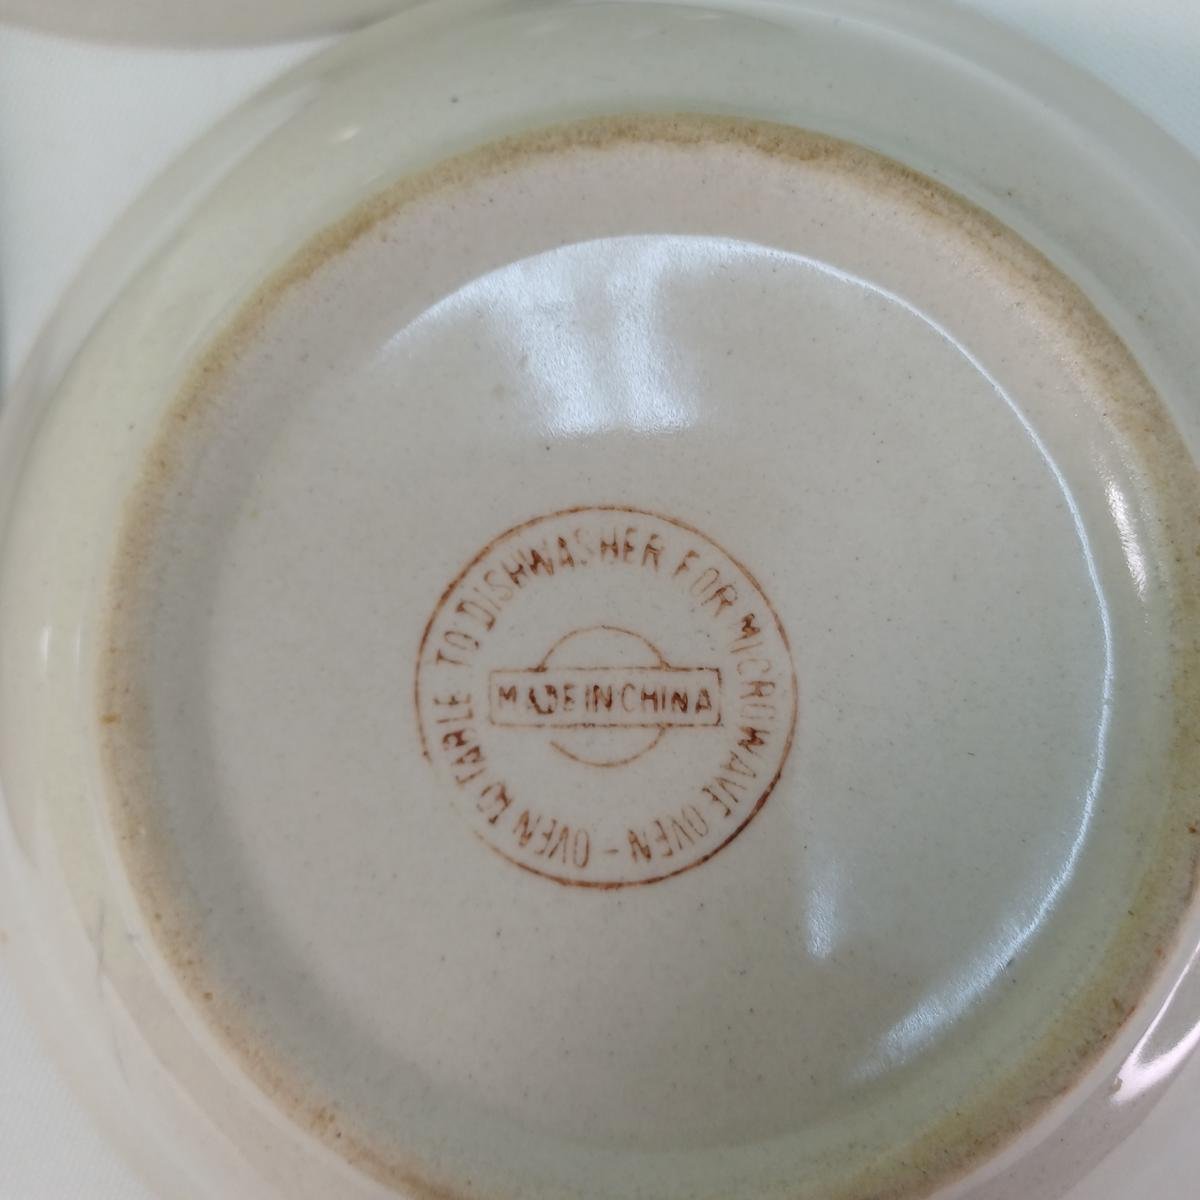 OVEN TO TABLE TO DISHWASHER FOR MICROWAVE OVEN -
MADE IN CHINA